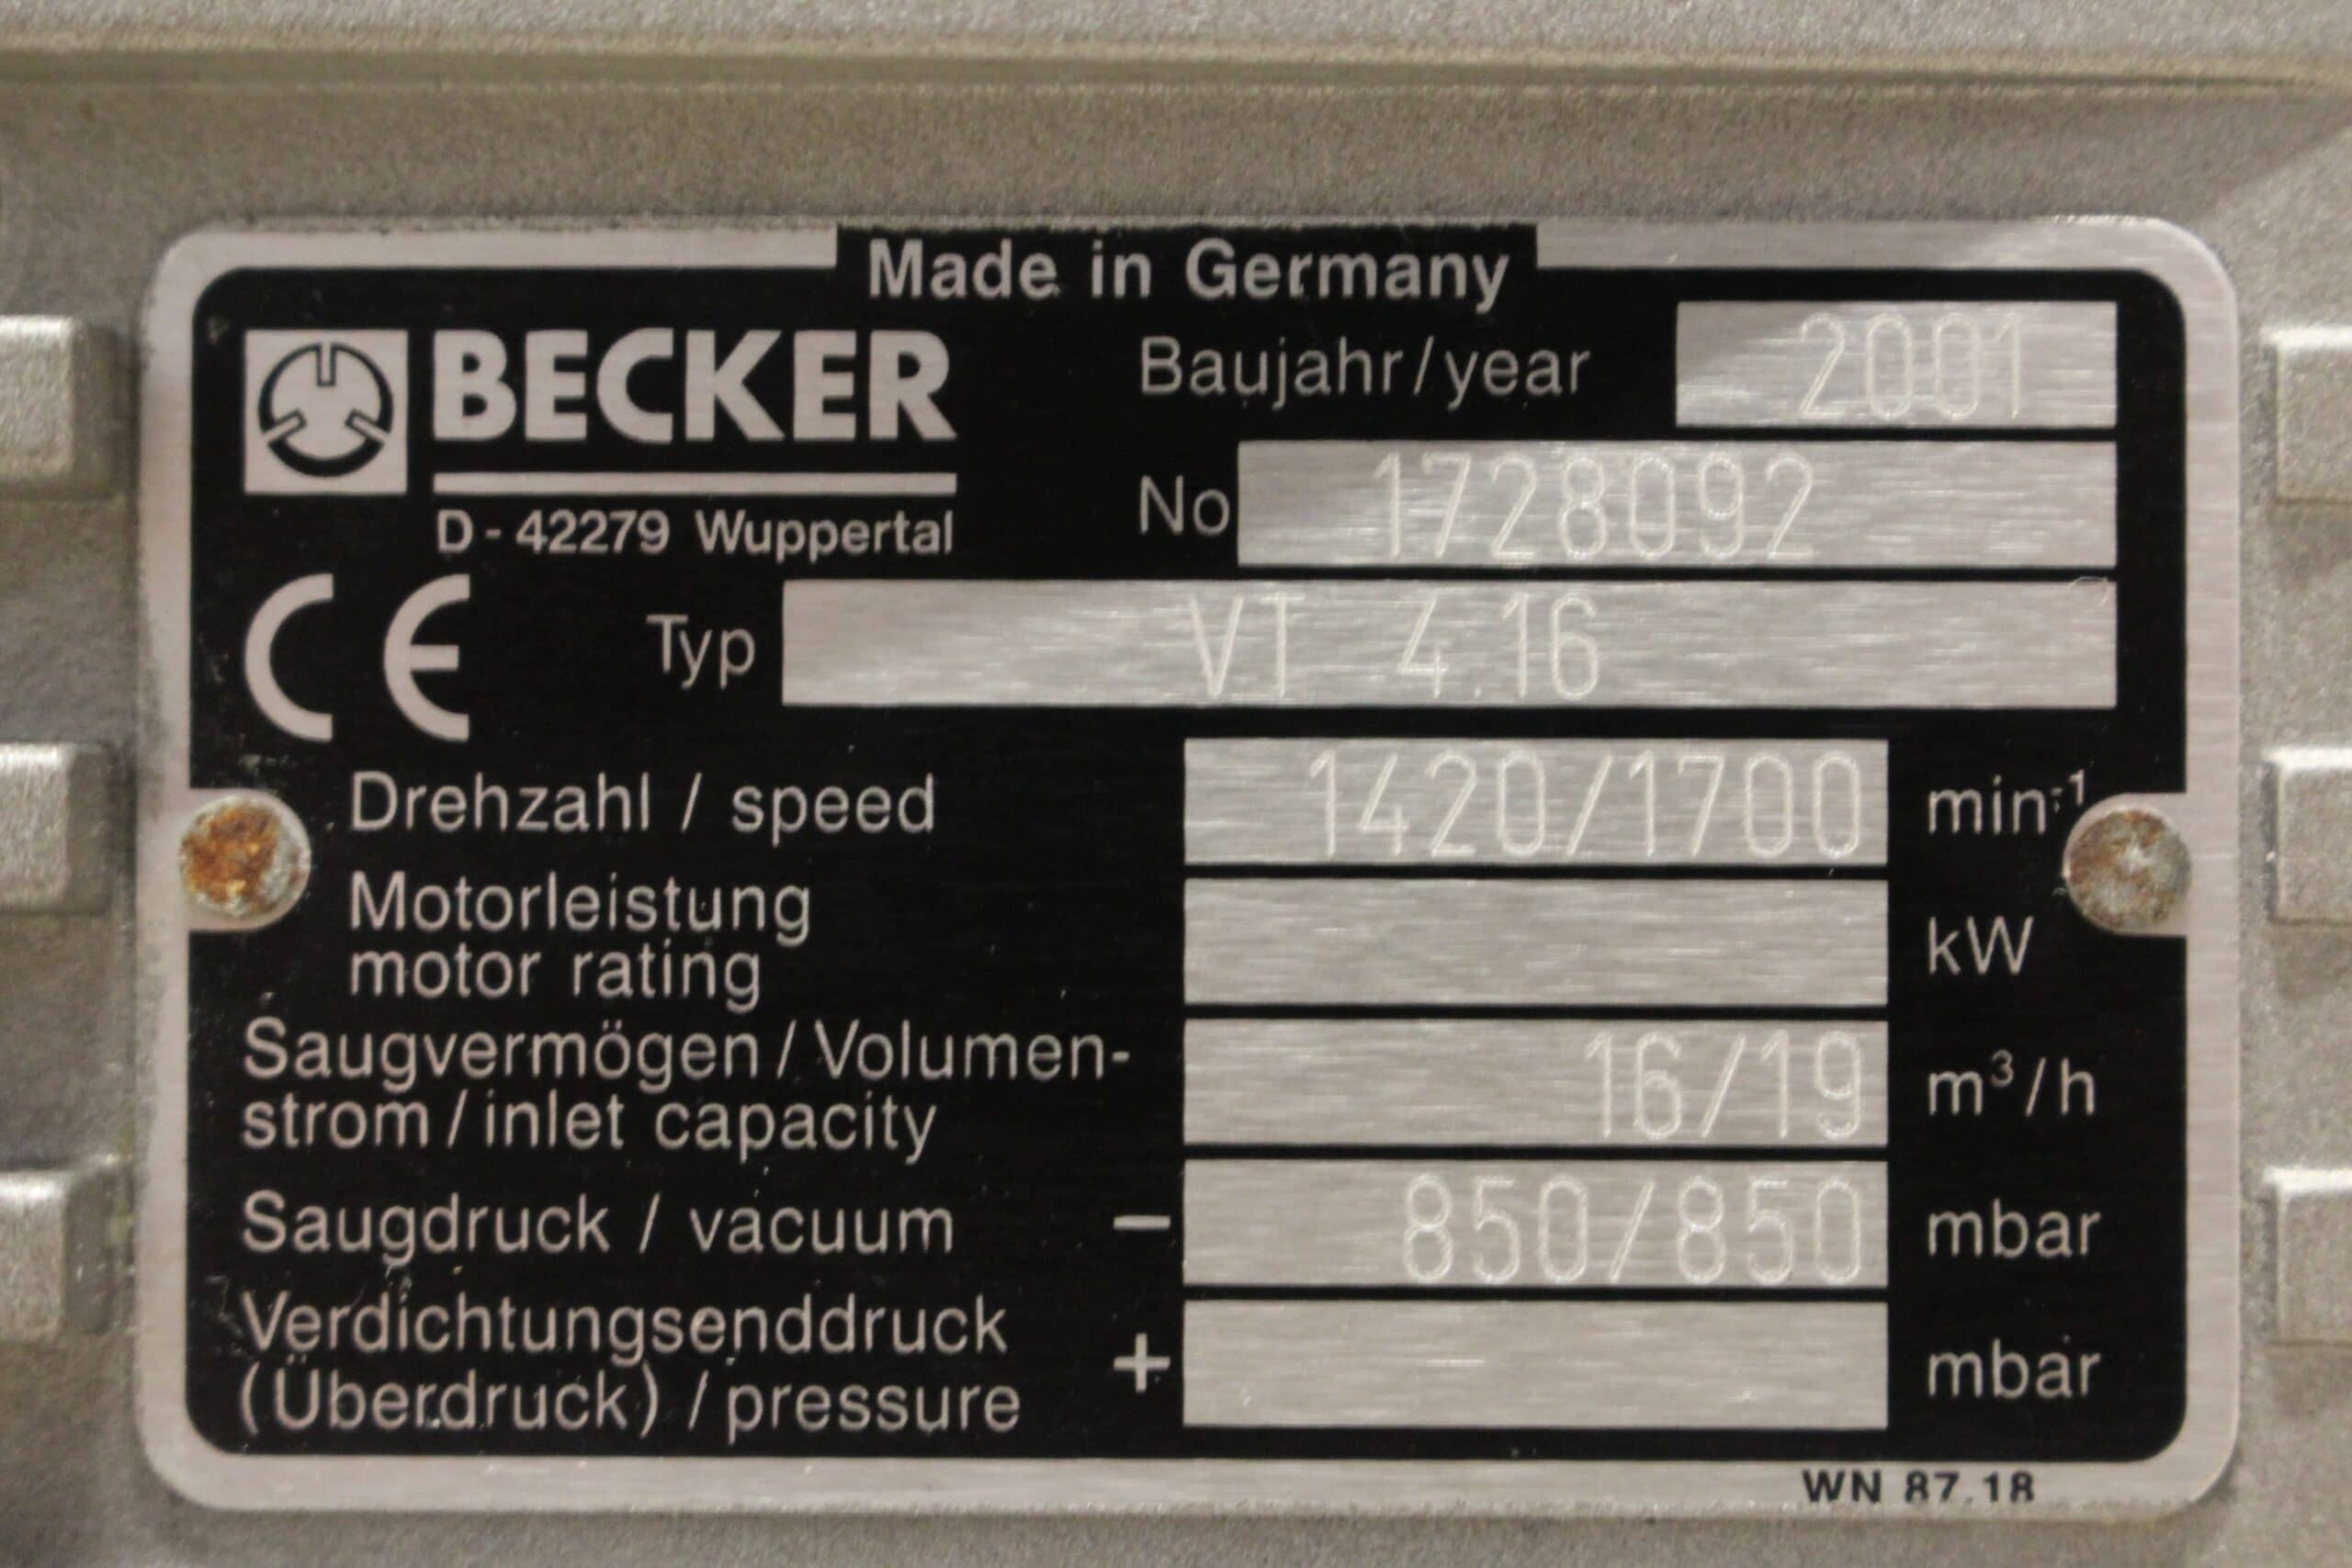 Made in Germany
BECKER
D - 42279 Wuppertal
Baujahr / year 2001
No 1728092
CE
Typ VT 4.16
Drehzahl / speed 1420/1700 min⁻¹
Motorleistung
motor rating kW
Saugvermögen / Volumen-
strom / inlet capacity 16/19 m³/h
Saugdruck / vacuum − 850/850 mbar
Verdichtungsenddruck
(Überdruck) / pressure + mbar
WN 87.18